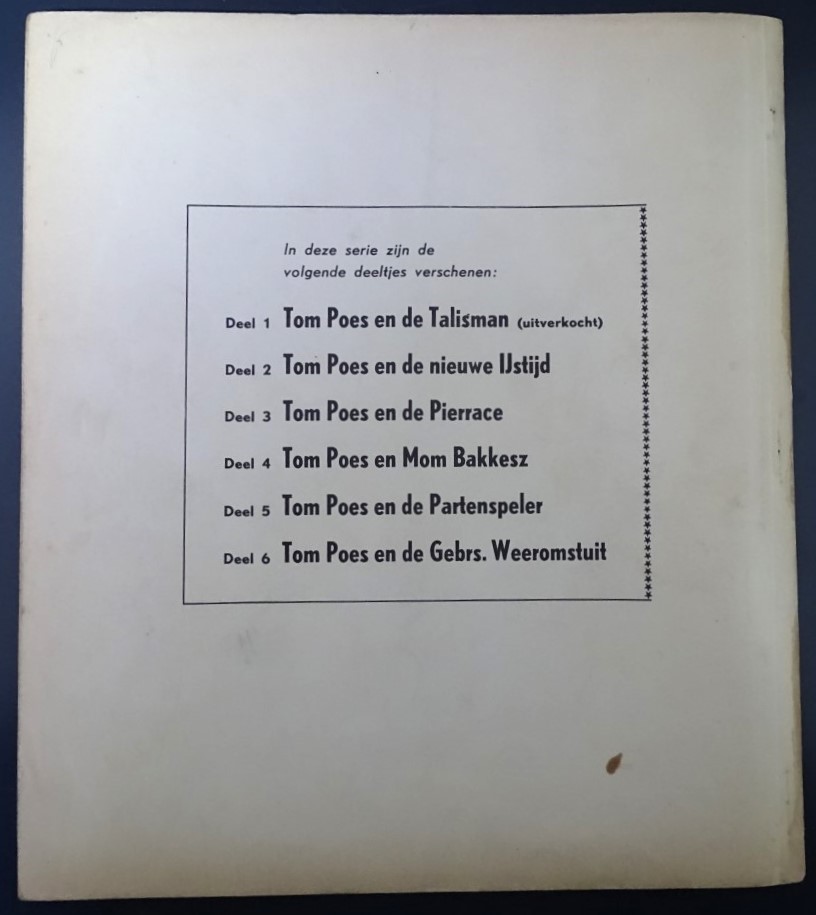 In deze serie zijn de
volgende deeltjes verschenen:
Deel 1 Tom Poes en de Talisman (uitverkocht)
Deel 2 Tom Poes en de nieuwe IJstijd
Deel 3 Tom Poes en de Pierrace
Deel 4 Tom Poes en Mom Bakkesz
Deel 5 Tom Poes en de Partenspeler
Deel 6 Tom Poes en de Gebrs. Weeromstuit